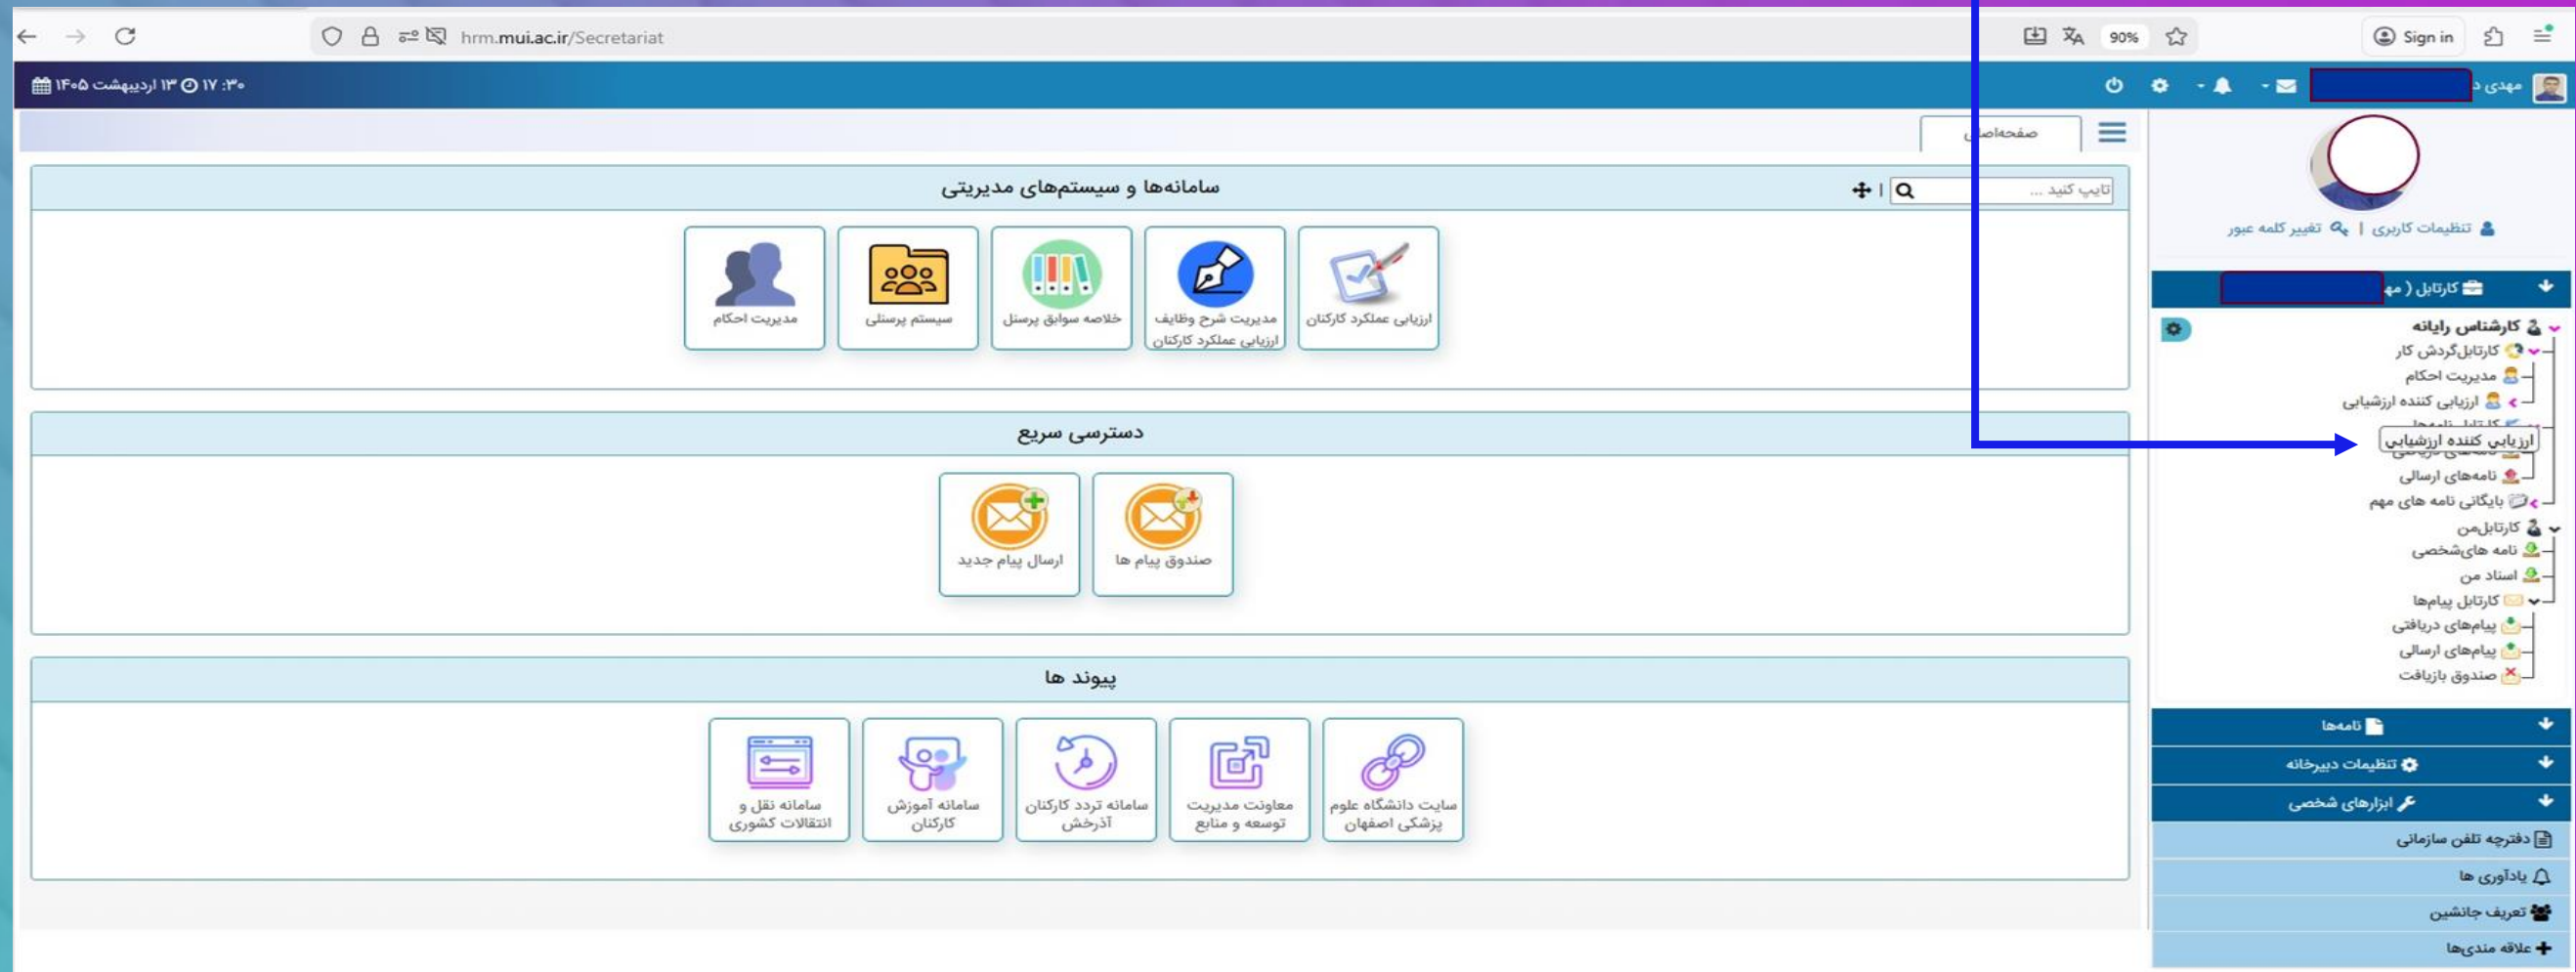 hrm.mui.ac.ir/Secretariat
90%
Sign in
۱۷ :۳۰ ۱۳ اردیبهشت ۱۴۰۵
مهدی د
صفحه‌اصلی
تایپ کنید ...
سامانه‌ها و سیستم‌های مدیریتی
ارزیابی عملکرد کارکنان
مدیریت شرح وظایف
ارزیابی عملکرد کارکنان
خلاصه سوابق پرسنل
سیستم پرسنلی
مدیریت احکام
دسترسی سریع
صندوق پیام ها
ارسال پیام جدید
پیوند ها
سایت دانشگاه علوم
پزشکی اصفهان
معاونت مدیریت
توسعه و منابع
سامانه تردد کارکنان
آذرخش
سامانه آموزش
کارکنان
سامانه نقل و
انتقالات کشوری
تنظیمات کاربری | تغییر کلمه عبور
کارتابل ( مه
کارشناس رایانه
کارتابل‌گردش کار
مدیریت احکام
ارزیابی کننده ارزشیابی
ارزیابی کننده ارزشیابی
نامه‌های ارسالی
بایگانی نامه های مهم
کارتابل‌من
نامه های‌شخصی
اسناد من
کارتابل پیام‌ها
پیام‌های دریافتی
پیام‌های ارسالی
صندوق بازیافت
نامه‌ها
تنظیمات دبیرخانه
ابزارهای شخصی
دفترچه تلفن سازمانی
یادآوری ها
تعریف جانشین
علاقه مندی‌ها